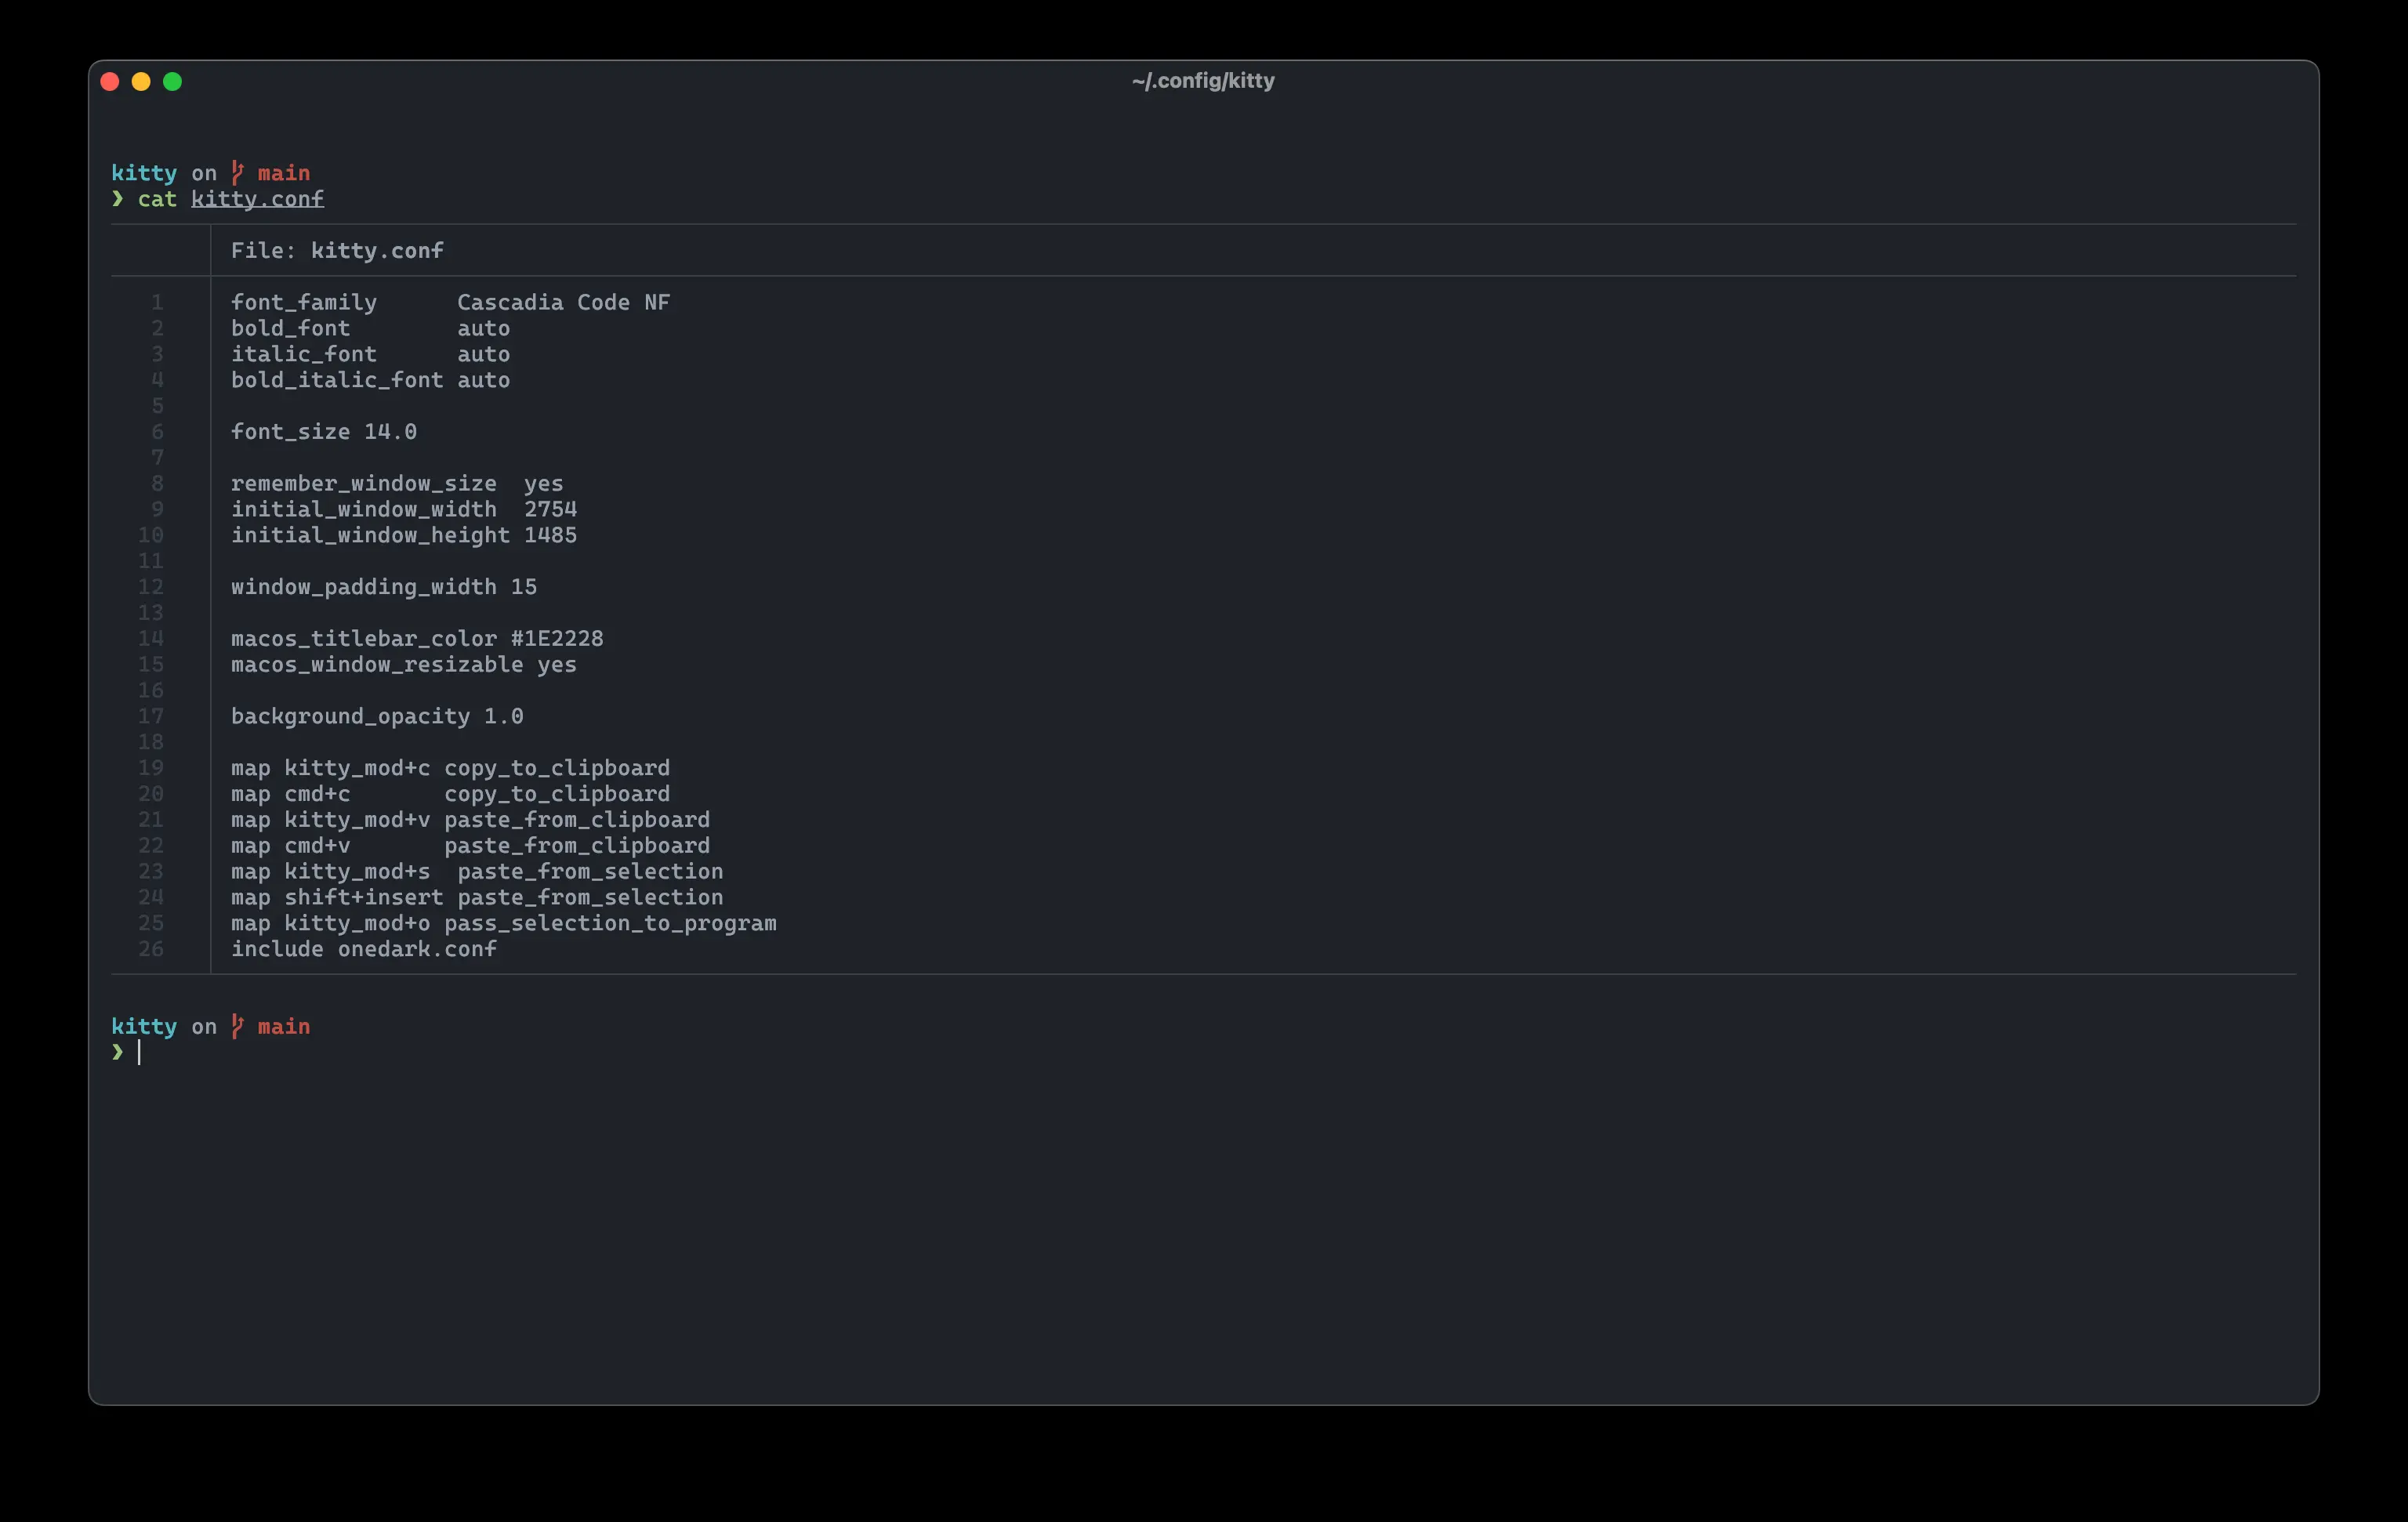 ~/.config/kitty
kitty on main
❯ cat kitty.conf
File: kitty.conf
1 font_family      Cascadia Code NF
2 bold_font        auto
3 italic_font      auto
4 bold_italic_font auto
5
6 font_size 14.0
7
8 remember_window_size  yes
9 initial_window_width  2754
10 initial_window_height 1485
11
12 window_padding_width 15
13
14 macos_titlebar_color #1E2228
15 macos_window_resizable yes
16
17 background_opacity 1.0
18
19 map kitty_mod+c copy_to_clipboard
20 map cmd+c       copy_to_clipboard
21 map kitty_mod+v paste_from_clipboard
22 map cmd+v       paste_from_clipboard
23 map kitty_mod+s  paste_from_selection
24 map shift+insert paste_from_selection
25 map kitty_mod+o pass_selection_to_program
26 include onedark.conf
kitty on main
❯